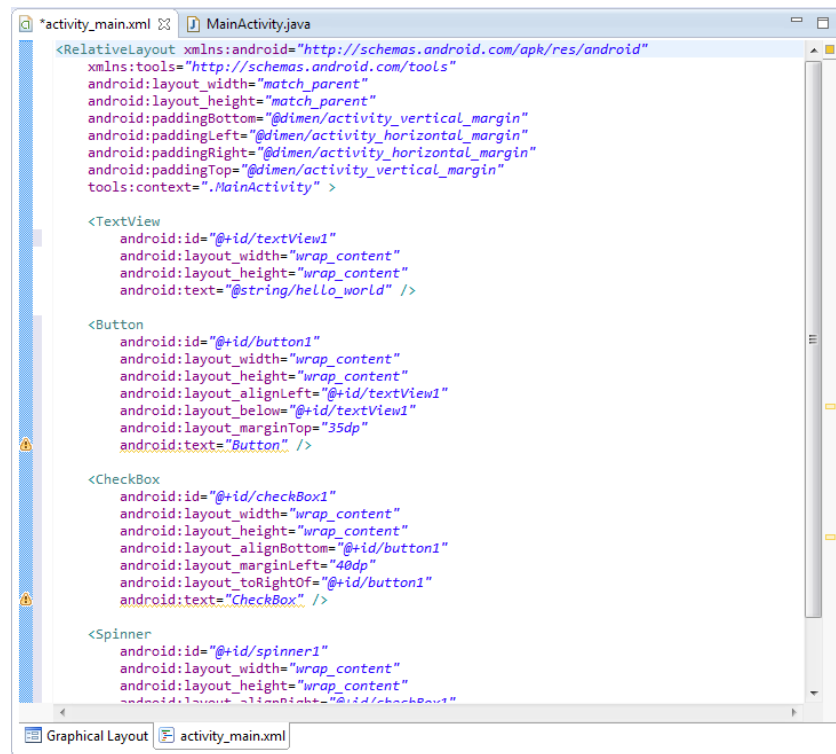 *activity_main.xml MainActivity.java
<RelativeLayout xmlns:android="http://schemas.android.com/apk/res/android"
    xmlns:tools="http://schemas.android.com/tools"
    android:layout_width="match_parent"
    android:layout_height="match_parent"
    android:paddingBottom="@dimen/activity_vertical_margin"
    android:paddingLeft="@dimen/activity_horizontal_margin"
    android:paddingRight="@dimen/activity_horizontal_margin"
    android:paddingTop="@dimen/activity_vertical_margin"
    tools:context=".MainActivity" >
    <TextView
        android:id="@+id/textView1"
        android:layout_width="wrap_content"
        android:layout_height="wrap_content"
        android:text="@string/hello_world" />
    <Button
        android:id="@+id/button1"
        android:layout_width="wrap_content"
        android:layout_height="wrap_content"
        android:layout_alignLeft="@+id/textView1"
        android:layout_below="@+id/textView1"
        android:layout_marginTop="35dp"
        android:text="Button" />
    <CheckBox
        android:id="@+id/checkBox1"
        android:layout_width="wrap_content"
        android:layout_height="wrap_content"
        android:layout_alignBottom="@+id/button1"
        android:layout_marginLeft="40dp"
        android:layout_toRightOf="@+id/button1"
        android:text="CheckBox" />
    <Spinner
        android:id="@+id/spinner1"
        android:layout_width="wrap_content"
        android:layout_height="wrap_content"
        android:layout_alignRight="@+id/checkBox1"
Graphical Layout activity_main.xml